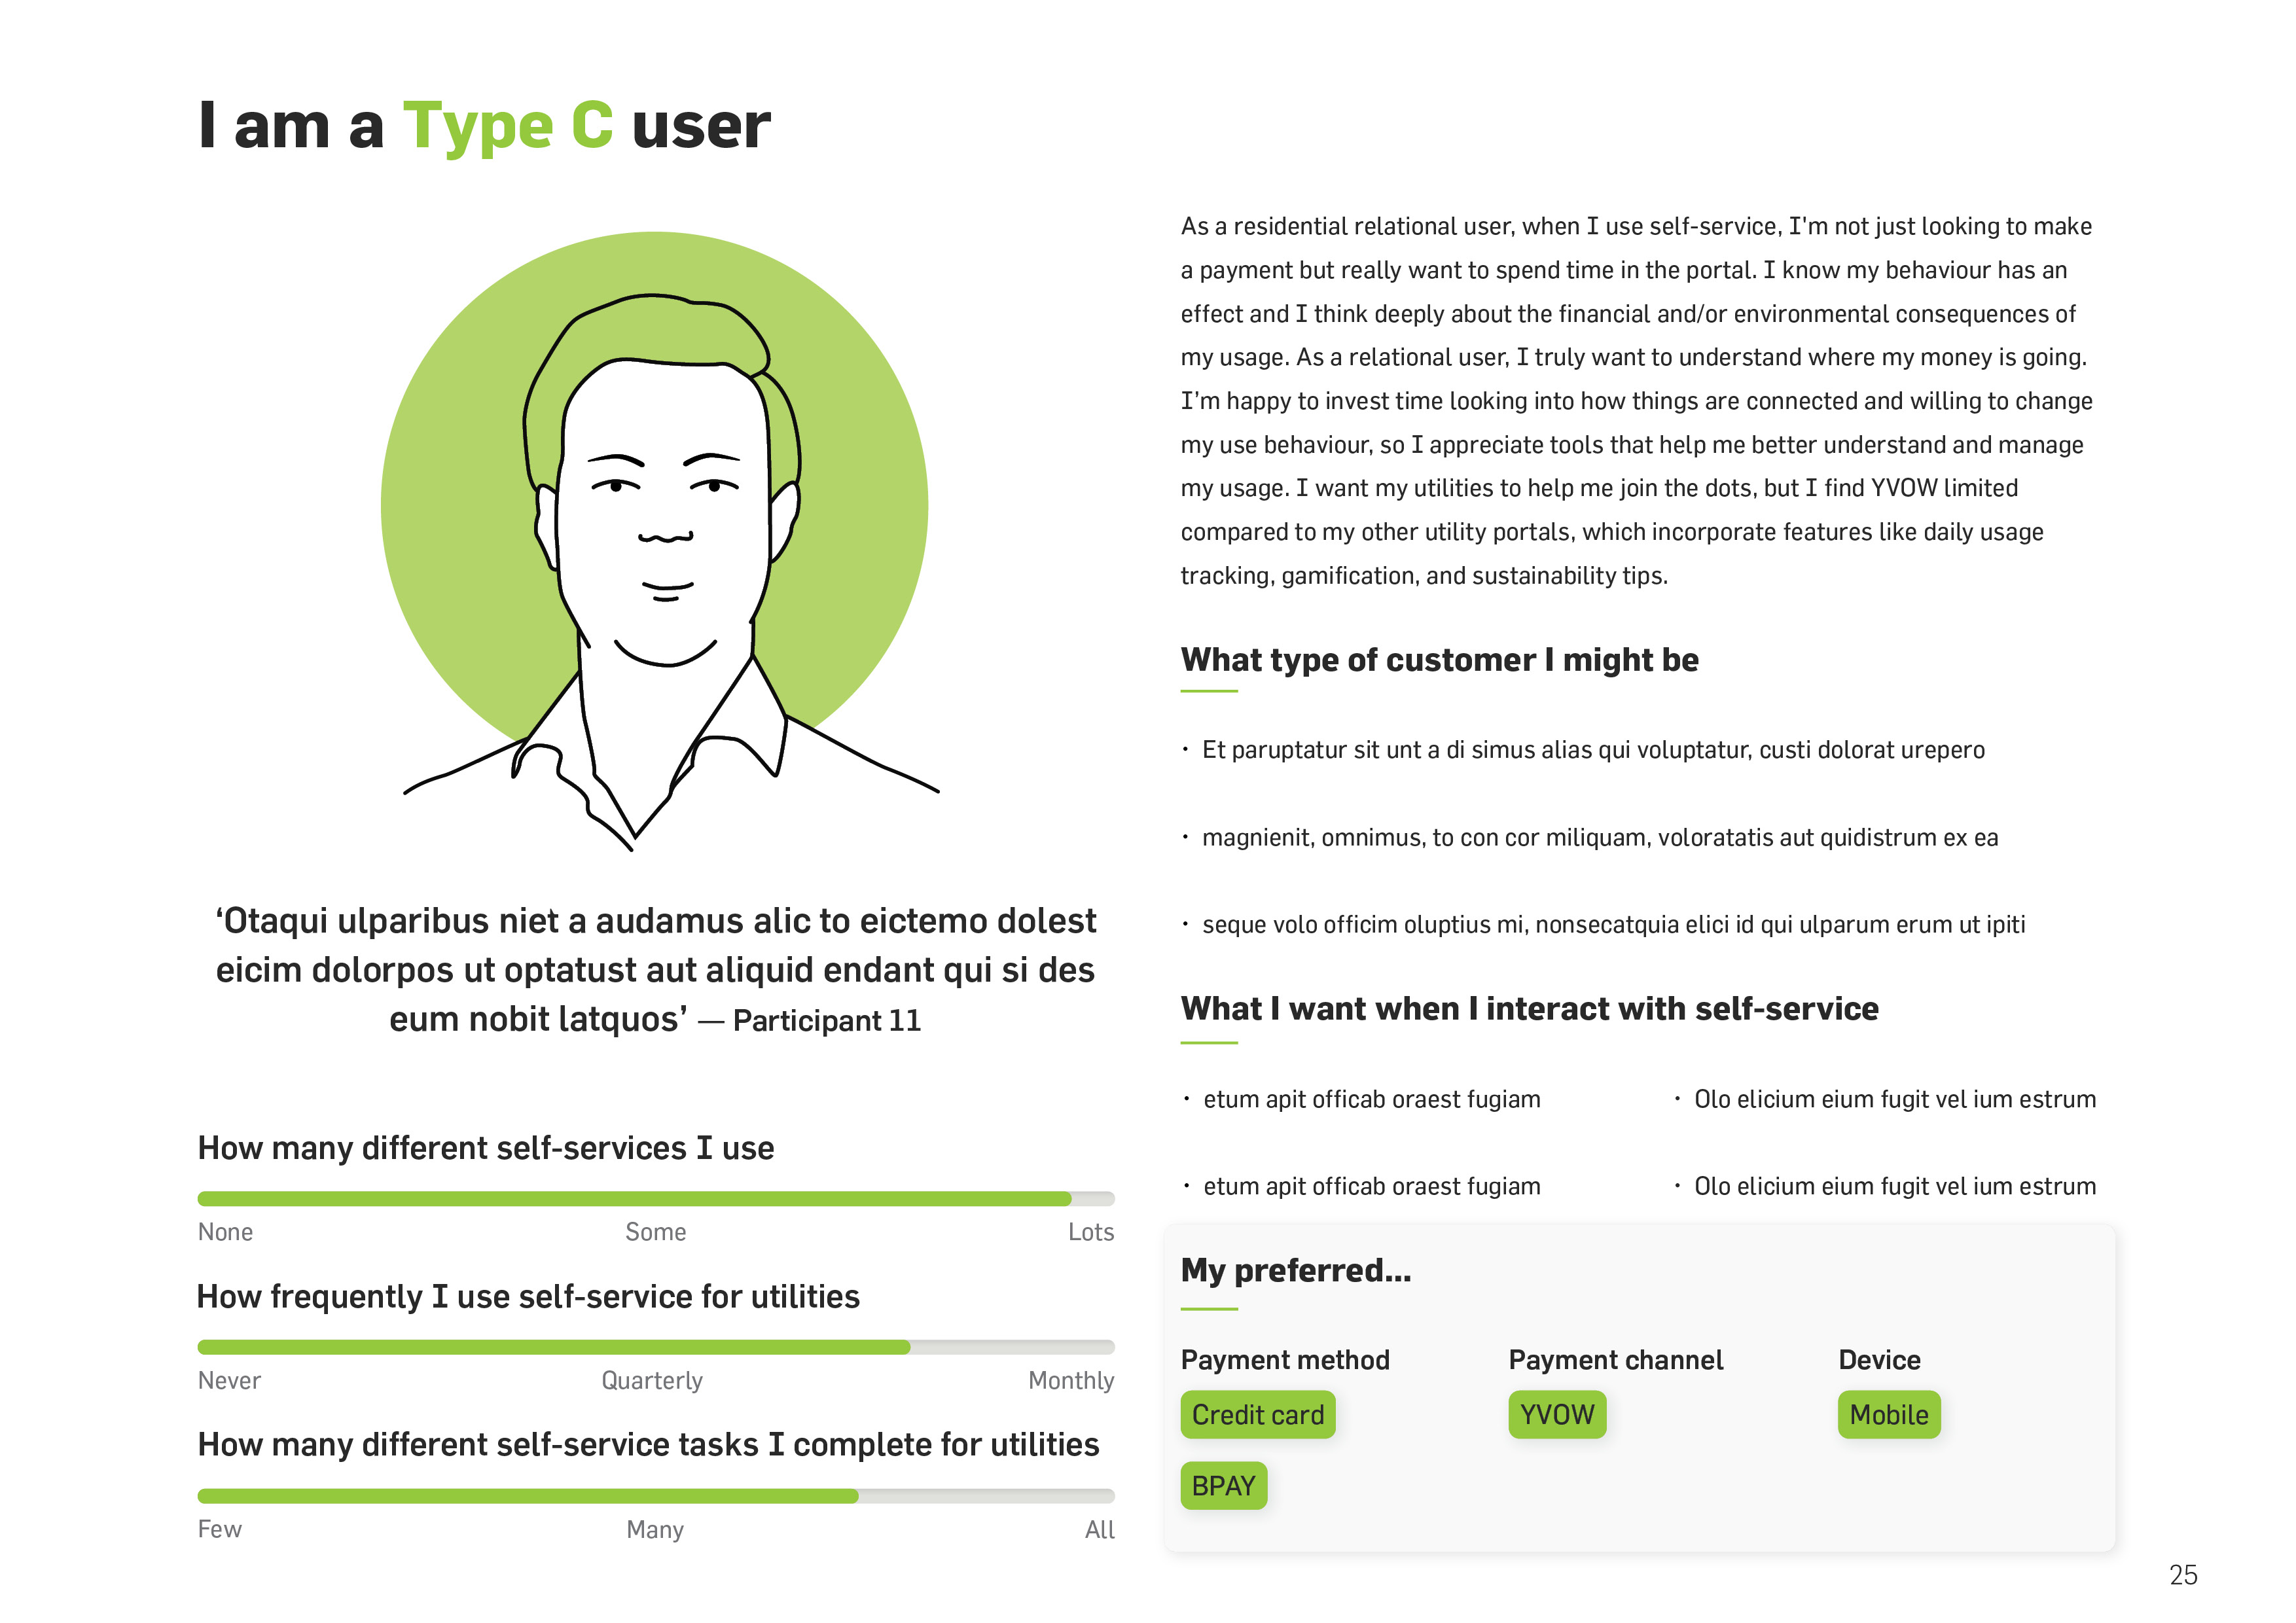 I am a Type C user
‘Otaqui ulparibus niet a audamus alic to eictemo dolest
eicim dolorpos ut optatust aut aliquid endant qui si des
eum nobit latquos’ — Participant 11
How many different self-services I use
None Some Lots
How frequently I use self-service for utilities
Never Quarterly Monthly
How many different self-service tasks I complete for utilities
Few Many All
As a residential relational user, when I use self-service, I'm not just looking to make
a payment but really want to spend time in the portal. I know my behaviour has an
effect and I think deeply about the financial and/or environmental consequences of
my usage. As a relational user, I truly want to understand where my money is going.
I’m happy to invest time looking into how things are connected and willing to change
my use behaviour, so I appreciate tools that help me better understand and manage
my usage. I want my utilities to help me join the dots, but I find YVOW limited
compared to my other utility portals, which incorporate features like daily usage
tracking, gamification, and sustainability tips.
What type of customer I might be
• Et paruptatur sit unt a di simus alias qui voluptatur, custi dolorat urepero
• magnienit, omnimus, to con cor miliquam, voloratatis aut quidistrum ex ea
• seque volo officim oluptius mi, nonsecatquia elici id qui ulparum erum ut ipiti
What I want when I interact with self-service
• etum apit officab oraest fugiam • Olo elicium eium fugit vel ium estrum
• etum apit officab oraest fugiam • Olo elicium eium fugit vel ium estrum
My preferred...
Payment method Payment channel Device
Credit card YVOW Mobile
BPAY
25